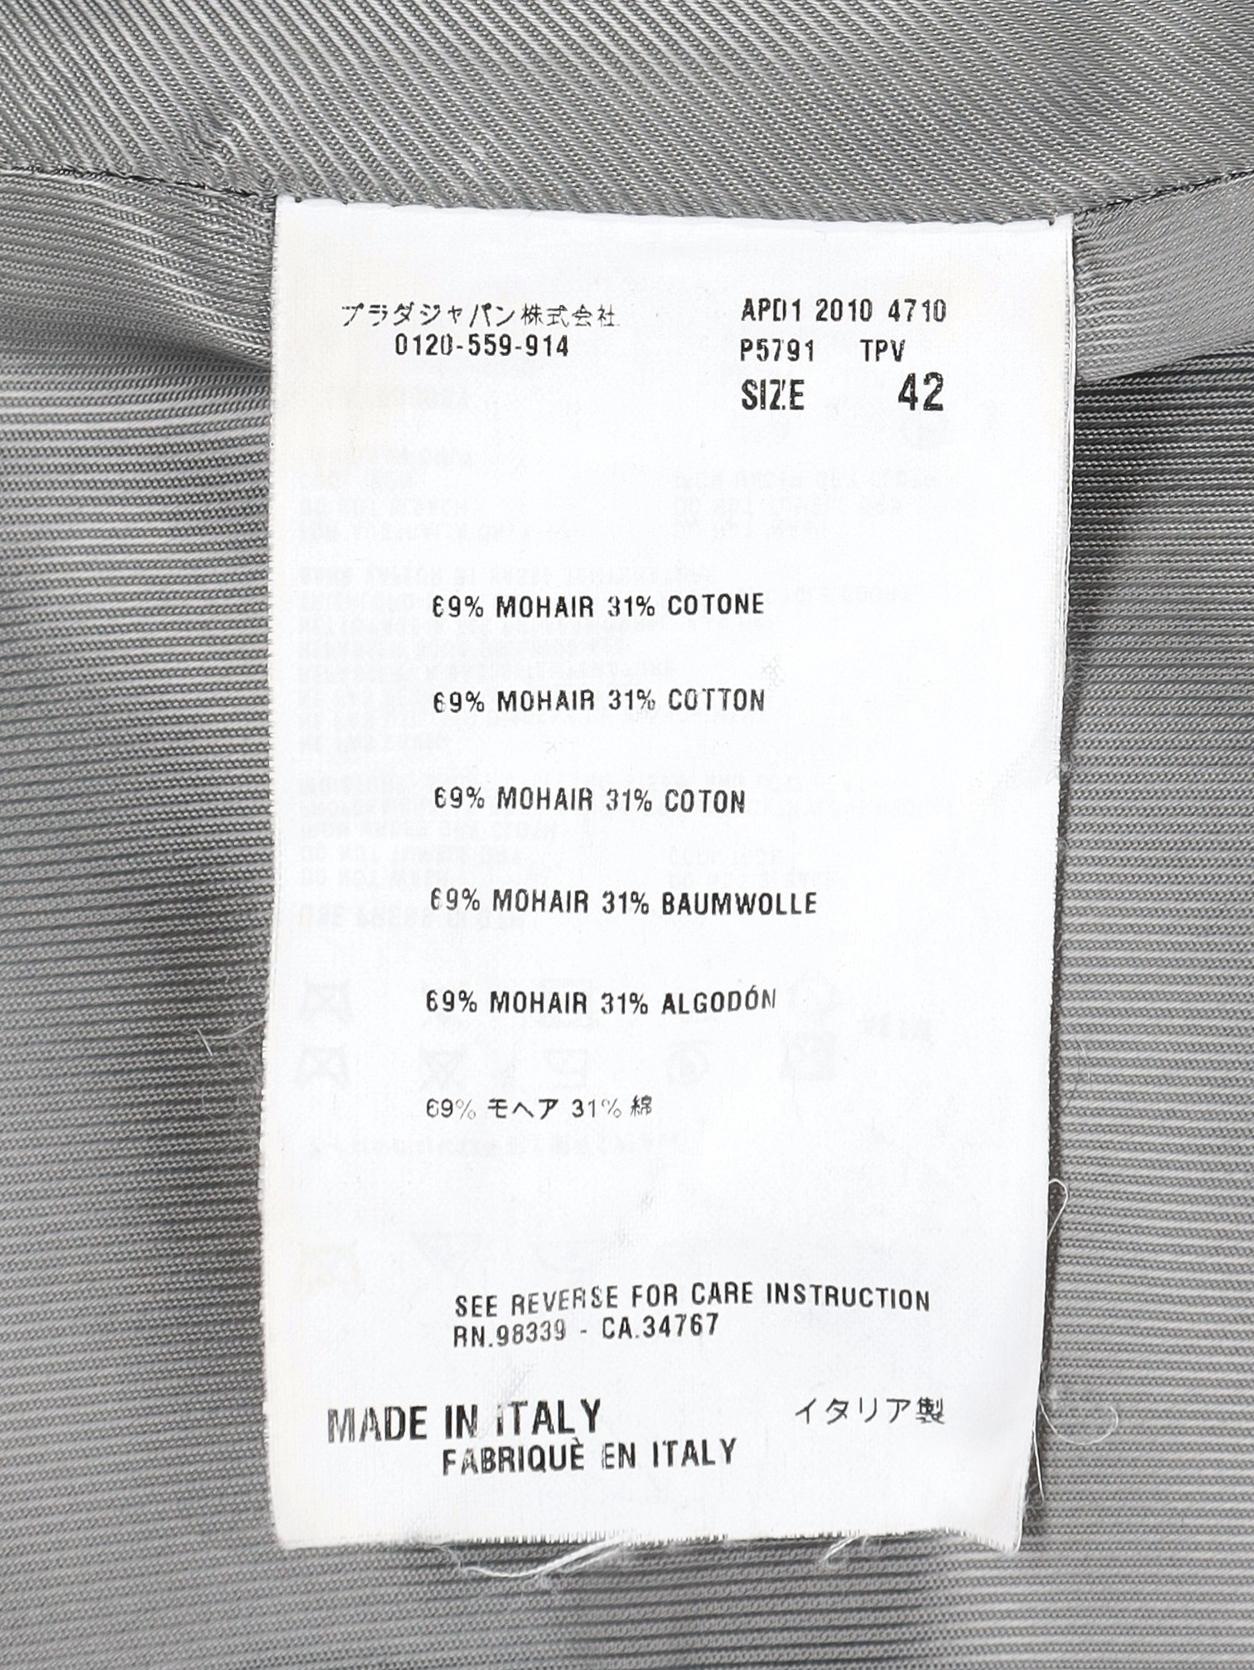 プラダジャパン株式会社
0120-559-914
APD1 2010 4710
P5791 TPV
SIZE 42
69% MOHAIR 31% COTONE
69% MOHAIR 31% COTTON
69% MOHAIR 31% COTON
69% MOHAIR 31% BAUMWOLLE
69% MOHAIR 31% ALGODÓN
69% モヘア 31% 綿
SEE REVERSE FOR CARE INSTRUCTION
RN.98339 - CA.34767
MADE IN ITALY
イタリア製
FABRIQUÈ EN ITALY